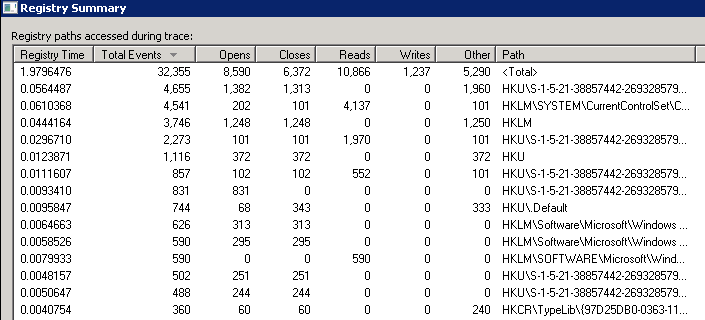 Registry Summary
Registry paths accessed during trace:
Registry Time Total Events Opens Closes Reads Writes Other Path
1.9796476 32,355 8,590 6,372 10,866 1,237 5,290 <Total>
0.0564487 4,655 1,382 1,313 0 0 1,960 HKU\S-1-5-21-38857442-269328579...
0.0610368 4,541 202 101 4,137 0 101 HKLM\SYSTEM\CurrentControlSet\C...
0.0444164 3,746 1,248 1,248 0 0 1,250 HKLM
0.0296710 2,273 101 101 1,970 0 101 HKU\S-1-5-21-38857442-269328579...
0.0123871 1,116 372 372 0 0 372 HKU
0.0111607 857 102 102 552 0 101 HKU\S-1-5-21-38857442-269328579...
0.0093410 831 831 0 0 0 0 HKU\S-1-5-21-38857442-269328579...
0.0095847 744 68 343 0 0 333 HKU\.Default
0.0064663 626 313 313 0 0 0 HKLM\Software\Microsoft\Windows ...
0.0058526 590 295 295 0 0 0 HKLM\Software\Microsoft\Windows ...
0.0079933 590 0 0 590 0 0 HKLM\SOFTWARE\Microsoft\Wind...
0.0048157 502 251 251 0 0 0 HKU\S-1-5-21-38857442-269328579...
0.0050647 488 244 244 0 0 0 HKU\S-1-5-21-38857442-269328579...
0.0040754 360 60 60 0 0 240 HKCR\TypeLib\{97D25DB0-0363-11...